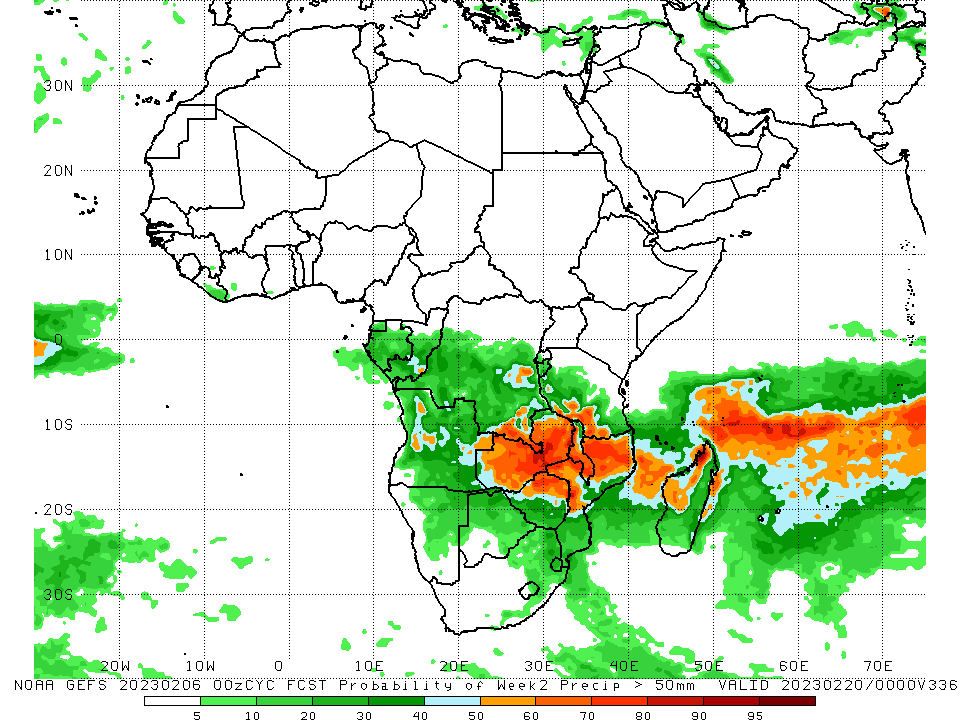 30N
20N
10N
0
10S
20S
30S
20W 10W 0 10E 20E 30E 40E 50E 60E 70E
NOAA GEFS 20230206 00zCYC FCST Probability of Week2 Precip > 50mm VALID 20230220/0000V336
5 10 20 30 40 50 60 70 80 90 95